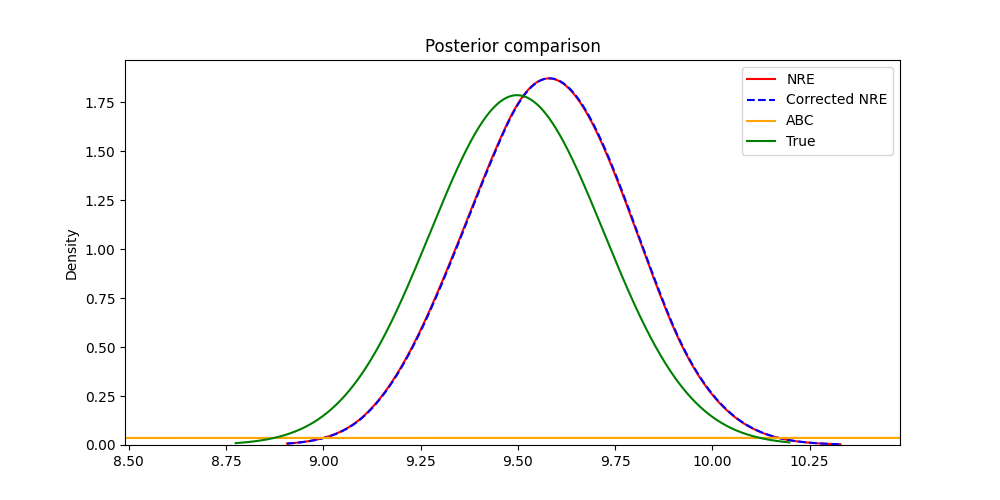 Posterior comparison
NRE
Corrected NRE
ABC
True
Density
1.75
1.50
1.25
1.00
0.75
0.50
0.25
0.00
8.50 8.75 9.00 9.25 9.50 9.75 10.00 10.25